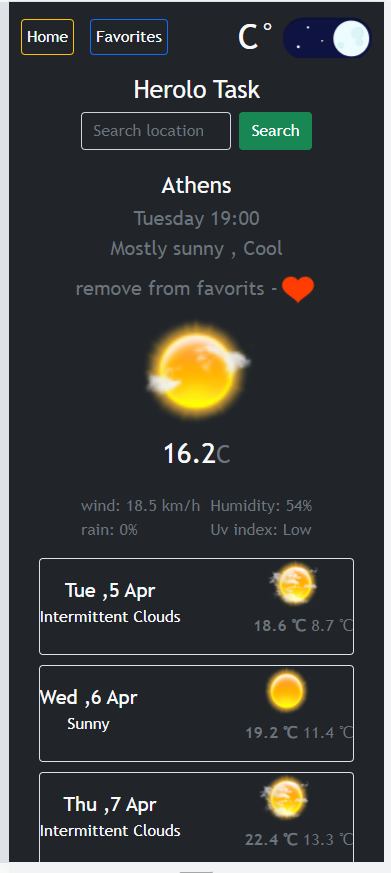 Home Favorites C°
Herolo Task
Search location Search
Athens
Tuesday 19:00
Mostly sunny , Cool
remove from favorits -
16.2C
wind: 18.5 km/h Humidity: 54%
rain: 0% Uv index: Low
Tue ,5 Apr
Intermittent Clouds
18.6 ℃ 8.7 ℃
Wed ,6 Apr
Sunny
19.2 ℃ 11.4 ℃
Thu ,7 Apr
Intermittent Clouds
22.4 ℃ 13.3 ℃